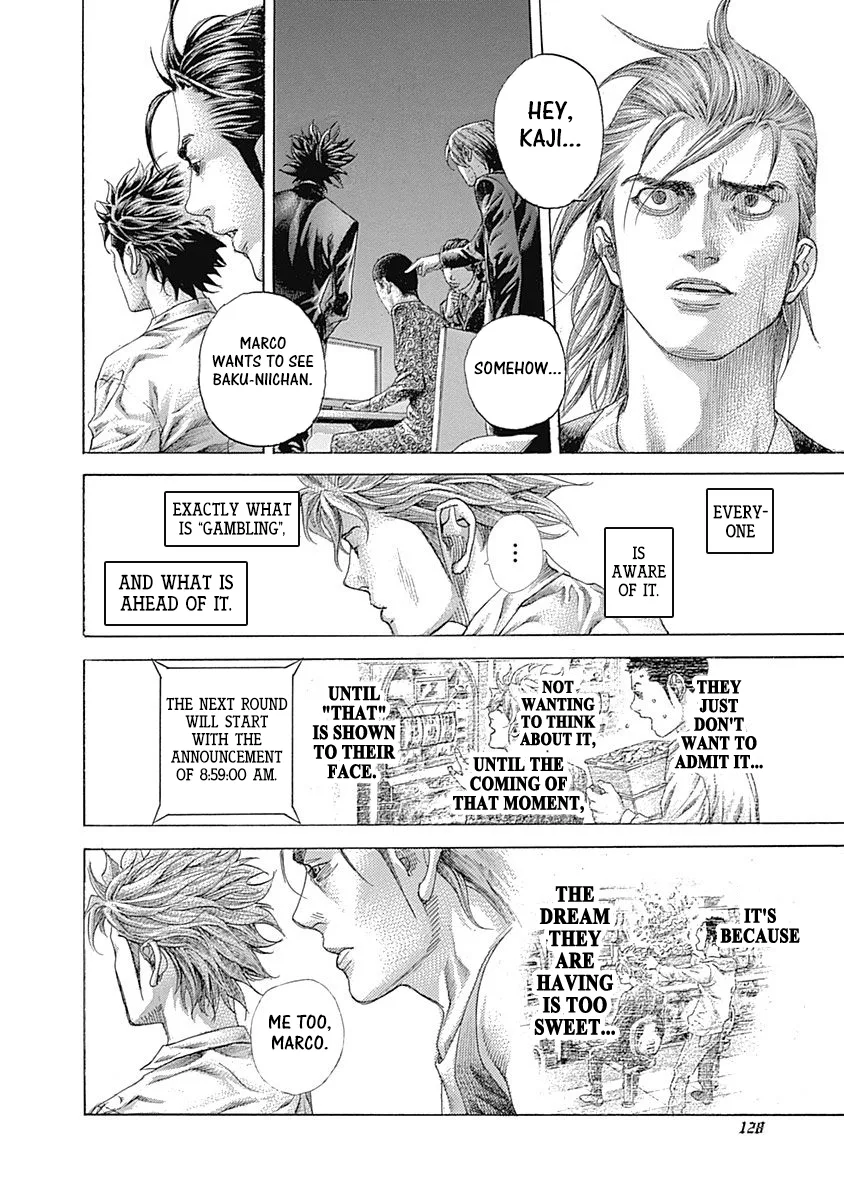 HEY,
KAJI...
SOMEHOW...
MARCO
WANTS TO SEE
BAKU-NIICHAN.
EVERY-
ONE
IS
AWARE
OF IT.
...
EXACTLY WHAT
IS "GAMBLING",
AND WHAT IS
AHEAD OF IT.
THEY
JUST
DON'T
WANT TO
ADMIT IT...
NOT
WANTING
TO THINK
ABOUT IT,
UNTIL THE
COMING OF
THAT MOMENT,
UNTIL
"THAT"
IS SHOWN
TO THEIR
FACE.
THE NEXT ROUND
WILL START
WITH THE
ANNOUNCEMENT
OF 8:59:00 AM.
IT'S
BECAUSE
THE
DREAM
THEY
ARE
HAVING
IS TOO
SWEET...
ME TOO,
MARCO.